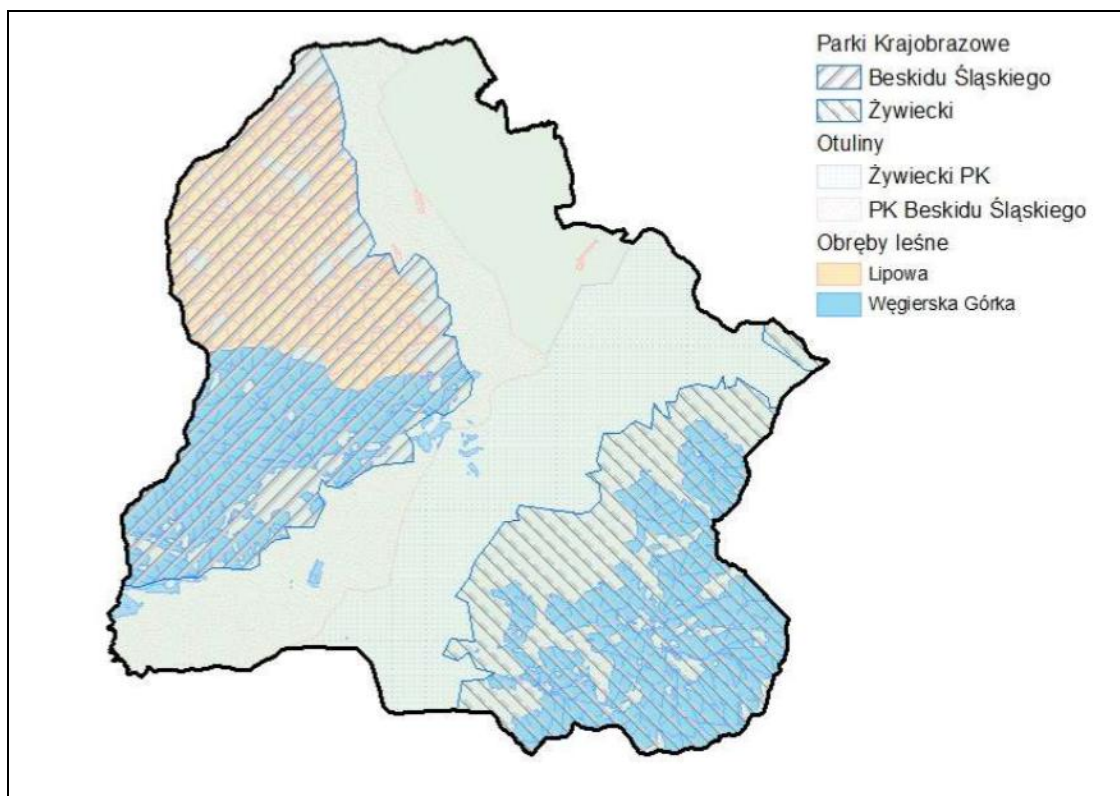 Parki Krajobrazowe
Beskidu Śląskiego
Żywiecki
Otuliny
Żywiecki PK
PK Beskidu Śląskiego
Obręby leśne
Lipowa
Węgierska Górka